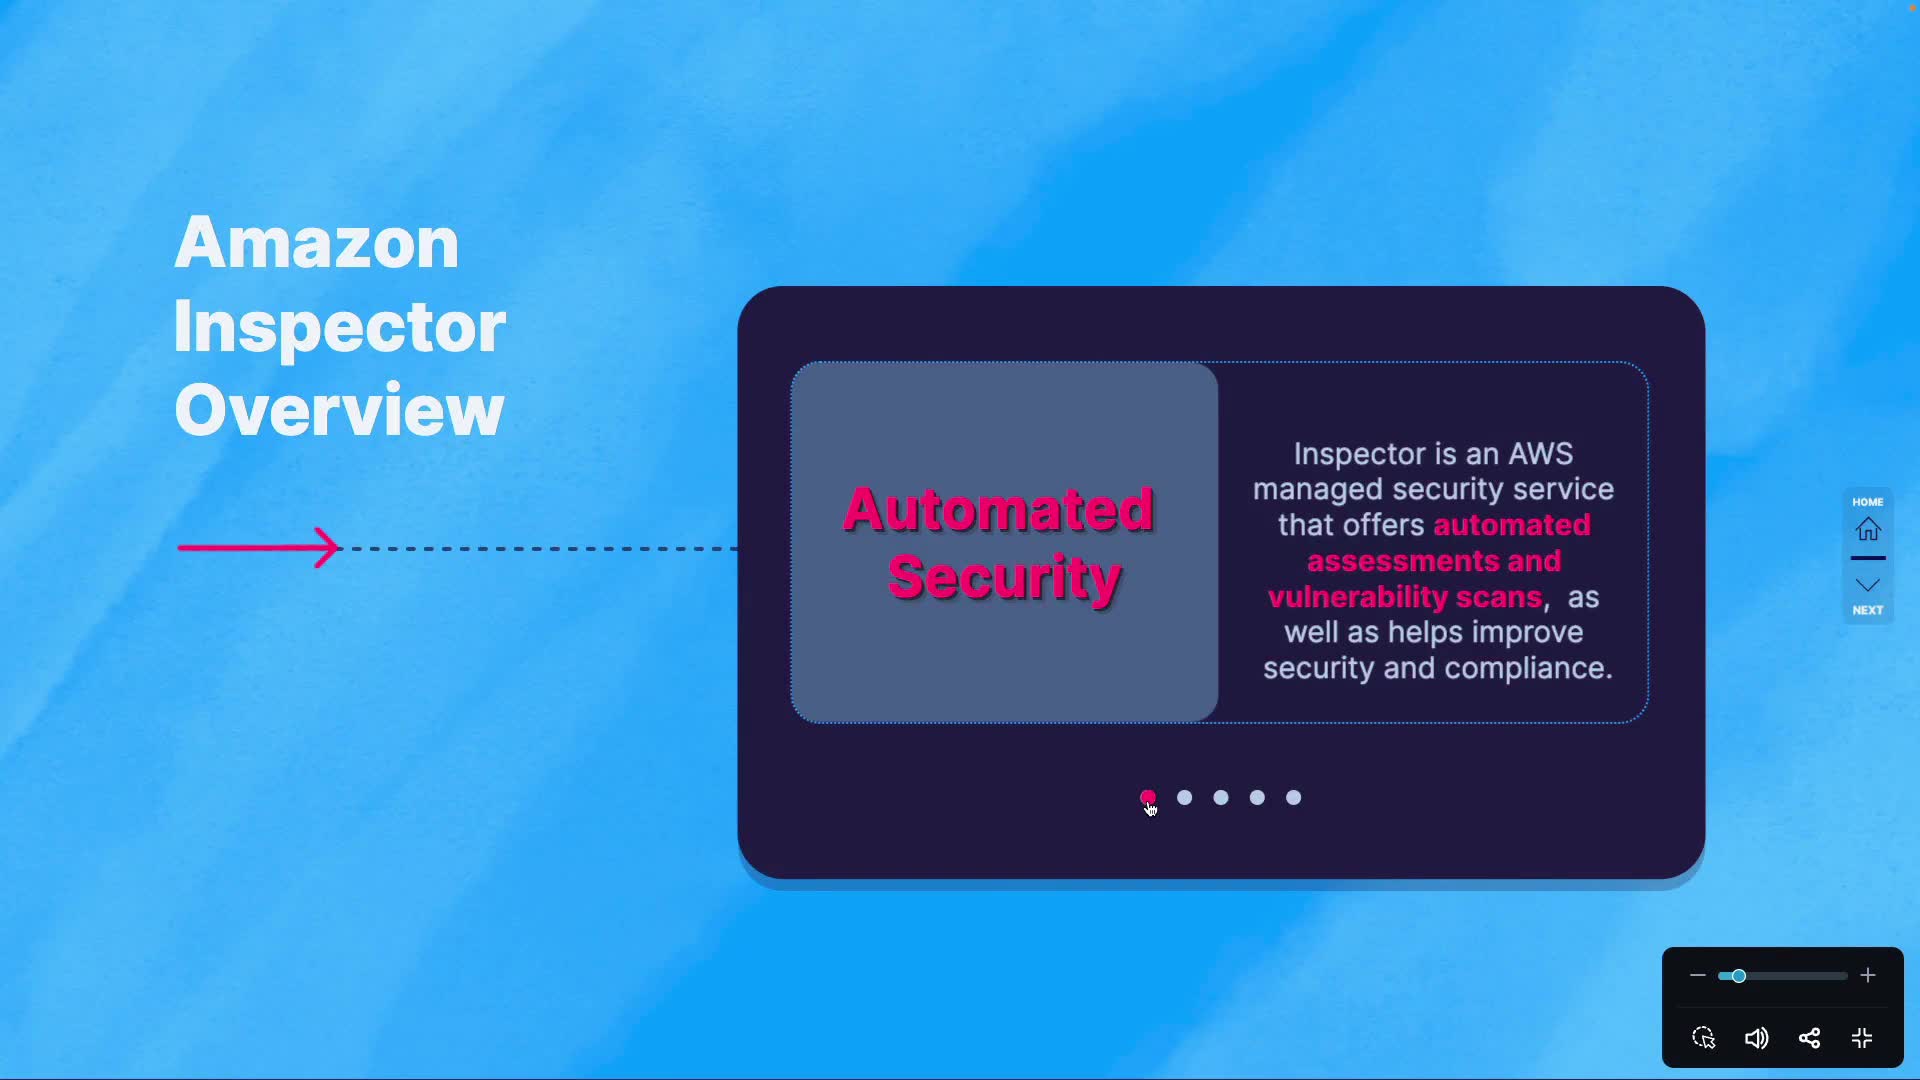 Amazon
Inspector
Overview
Automated
Security
Inspector is an AWS
managed security service
that offers automated
assessments and
vulnerability scans,  as
well as helps improve
security and compliance.
HOME
NEXT